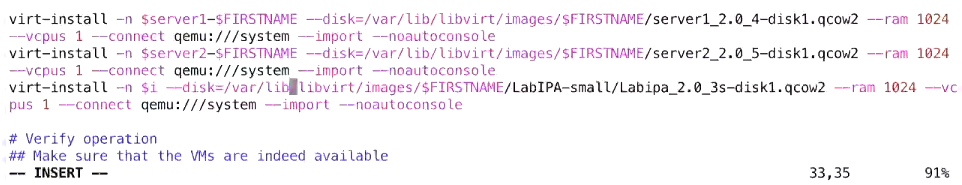 virt-install -n $server1-$FIRSTNAME --disk=/var/lib/libvirt/images/$FIRSTNAME/server1_2.0_4-disk1.qcow2 --ram 1024
--vcpus 1 --connect qemu:///system --import --noautoconsole
virt-install -n $server2-$FIRSTNAME --disk=/var/lib/libvirt/images/$FIRSTNAME/server2_2.0_5-disk1.qcow2 --ram 1024
--vcpus 1 --connect qemu:///system --import --noautoconsole
virt-install -n $i --disk=/var/lib/libvirt/images/$FIRSTNAME/LabIPA-small/Labipa_2.0_3s-disk1.qcow2 --ram 1024 --vc
pus 1 --connect qemu:///system --import --noautoconsole
# Verify operation
## Make sure that the VMs are indeed available
-- INSERT -- 33,35 91%